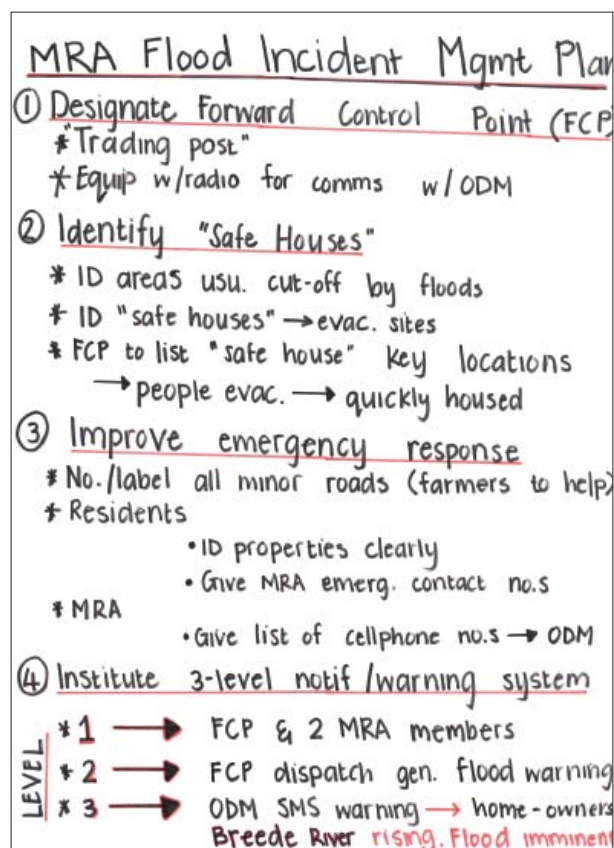 MRA Flood Incident Mgmt Plan
① Designate Forward Control Point (FCP)
* "Trading post"
* Equip w/radio for comms w/ODM
② Identify "Safe Houses"
* ID areas usu. cut-off by floods
* ID "safe houses" → evac. sites
* FCP to list "safe house" key locations
→ people evac. → quickly housed
③ Improve emergency response
* No./label all minor roads (farmers to help)
* Residents
• ID properties clearly
• Give MRA emerg. contact no.s
* MRA
• Give list of cellphone no.s → ODM
④ Institute 3-level notif/warning system
LEVEL
* 1 → FCP & 2 MRA members
* 2 → FCP dispatch gen. flood warning
* 3 → ODM SMS warning → home-owners
Breede River rising. Flood imminent